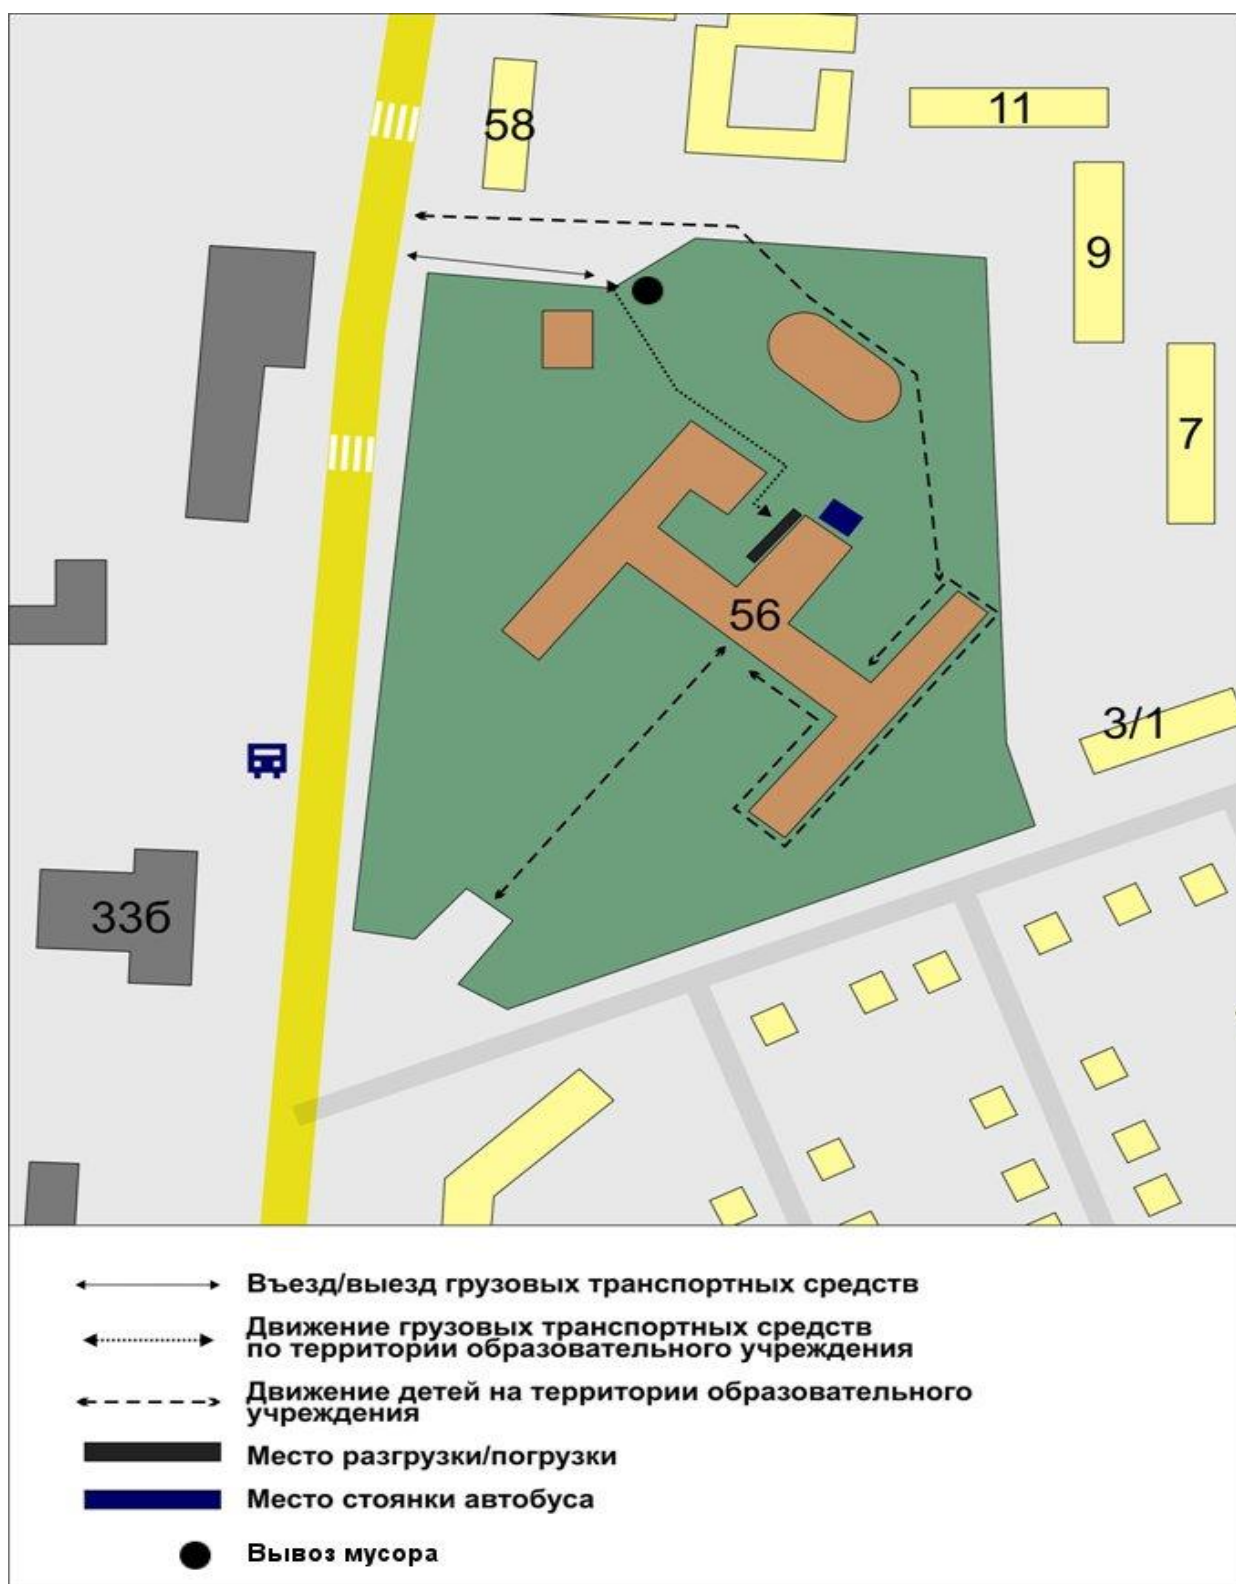 58
11
9
7
56
3/1
33б
Въезд/выезд грузовых транспортных средств
Движение грузовых транспортных средств
по территории образовательного учреждения
Движение детей на территории образовательного
учреждения
Место разгрузки/погрузки
Место стоянки автобуса
Вывоз мусора